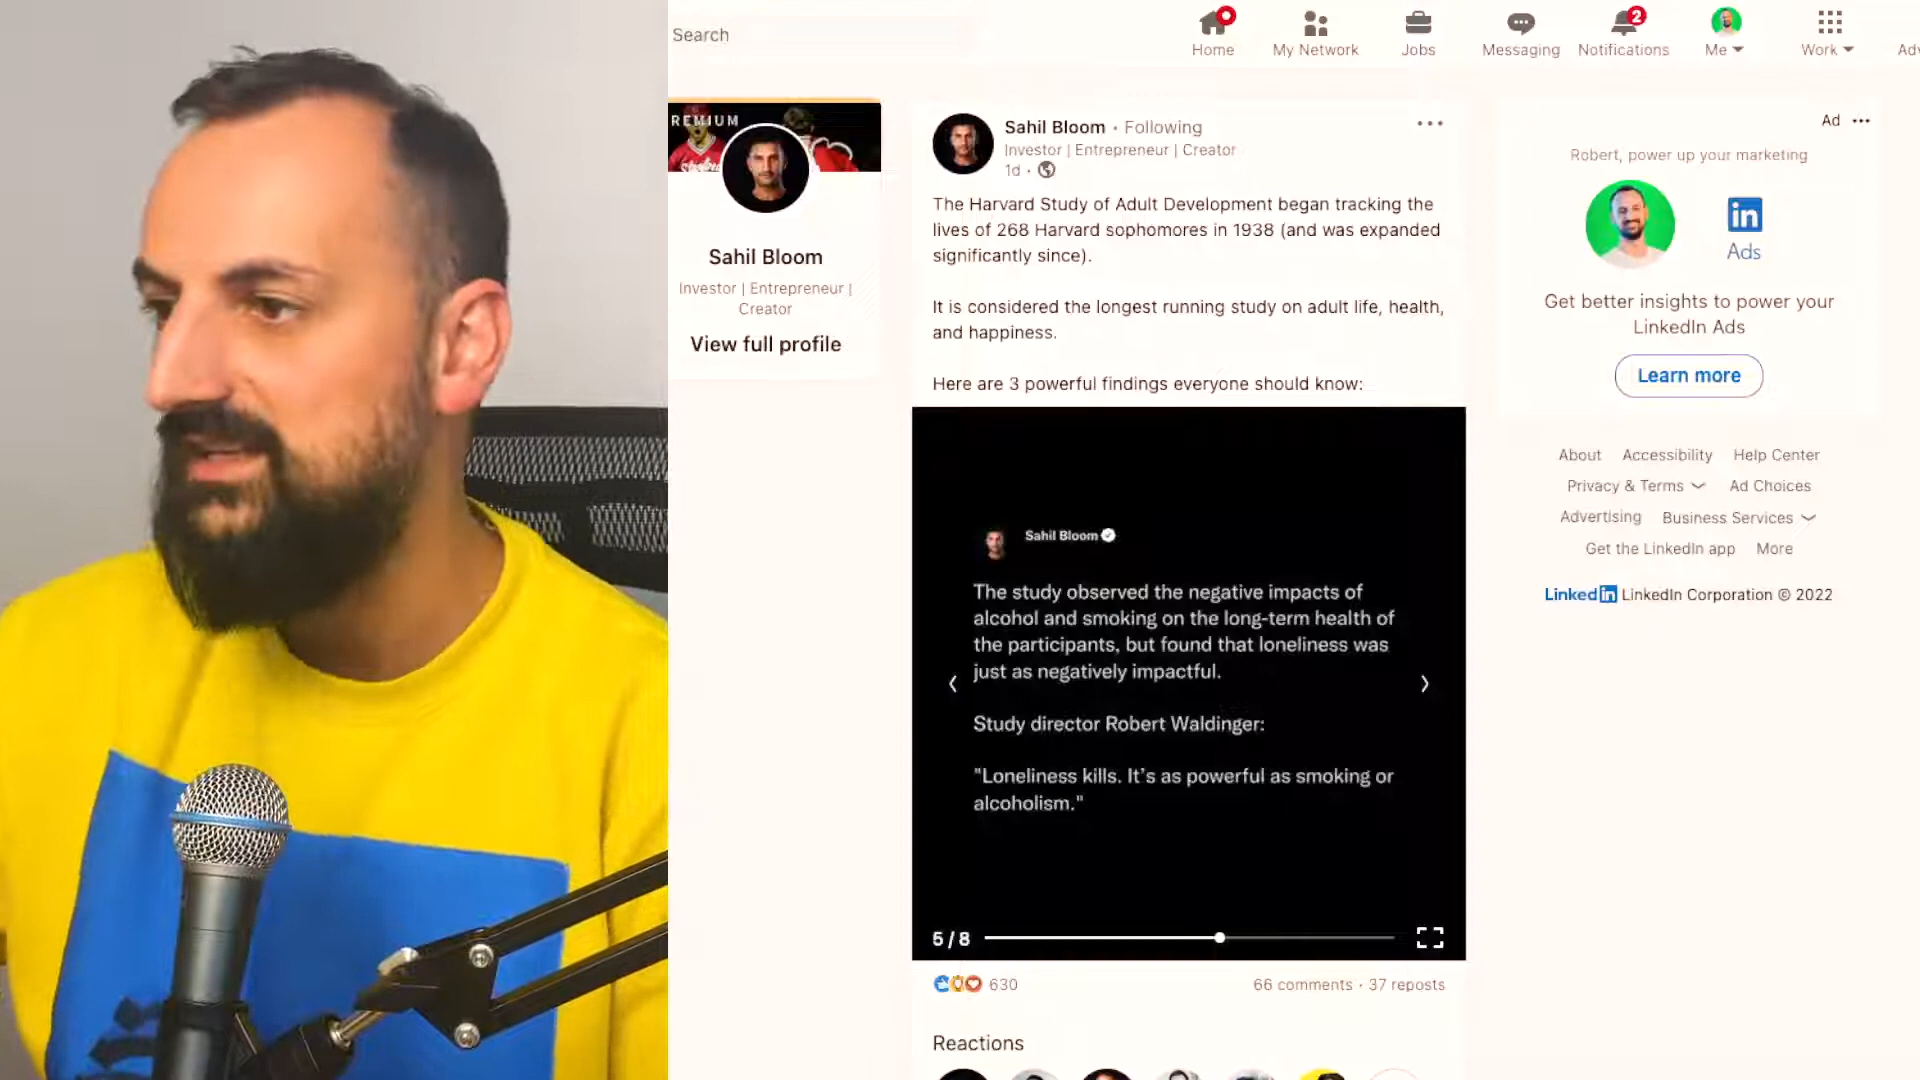 Search
Home
My Network
Jobs
Messaging
2
Notifications
Me
Work
REMIUM
Sahil Bloom
Investor | Entrepreneur |
Creator
View full profile
Sahil Bloom • Following
Investor | Entrepreneur | Creator
1d •
The Harvard Study of Adult Development began tracking the
lives of 268 Harvard sophomores in 1938 (and was expanded
significantly since).
It is considered the longest running study on adult life, health,
and happiness.
Here are 3 powerful findings everyone should know:
Sahil Bloom
The study observed the negative impacts of
alcohol and smoking on the long-term health of
the participants, but found that loneliness was
just as negatively impactful.
Study director Robert Waldinger:
"Loneliness kills. It's as powerful as smoking or
alcoholism."
5 / 8
630
66 comments • 37 reposts
Reactions
Ad
Robert, power up your marketing
in
Ads
Get better insights to power your
LinkedIn Ads
Learn more
About Accessibility Help Center
Privacy & Terms Ad Choices
Advertising Business Services
Get the LinkedIn app More
Linked in LinkedIn Corporation © 2022